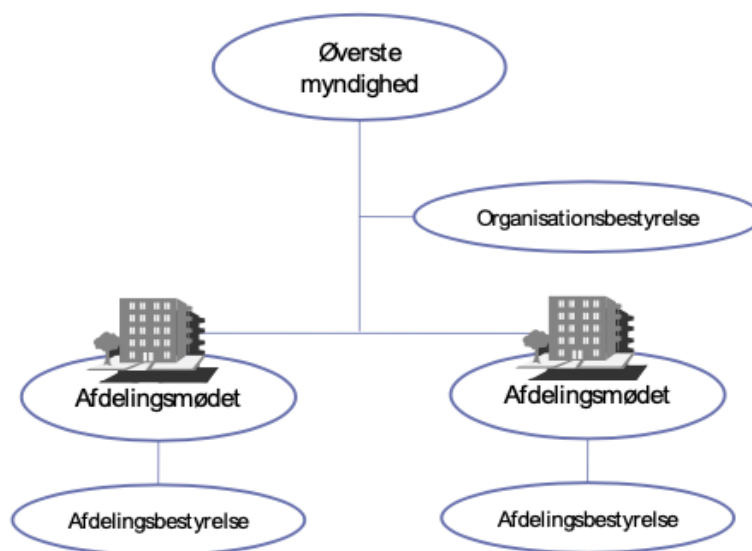 Øverste
myndighed
Organisationsbestyrelse
Afdelingsmødet
Afdelingsmødet
Afdelingsbestyrelse
Afdelingsbestyrelse